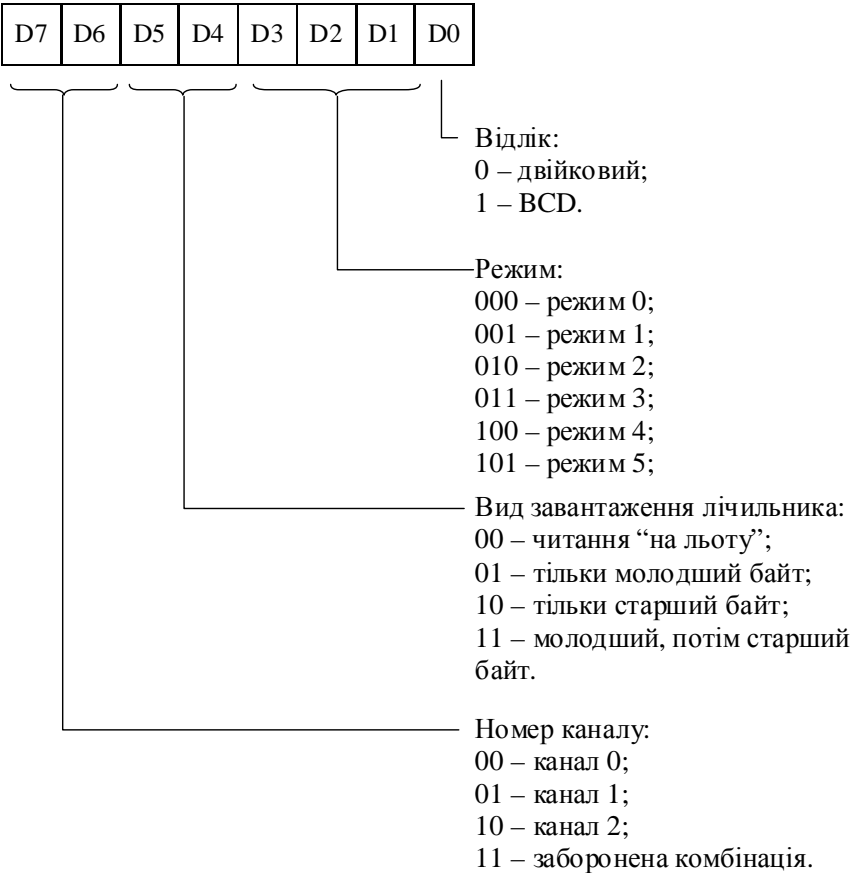 D7 D6 D5 D4 D3 D2 D1 D0
Відлік:
0 – двійковий;
1 – BCD.
Режим:
000 – режим 0;
001 – режим 1;
010 – режим 2;
011 – режим 3;
100 – режим 4;
101 – режим 5;
Вид завантаження лічильника:
00 – читання “на льоту”;
01 – тільки молодший байт;
10 – тільки старший байт;
11 – молодший, потім старший
байт.
Номер каналу:
00 – канал 0;
01 – канал 1;
10 – канал 2;
11 – заборонена комбінація.